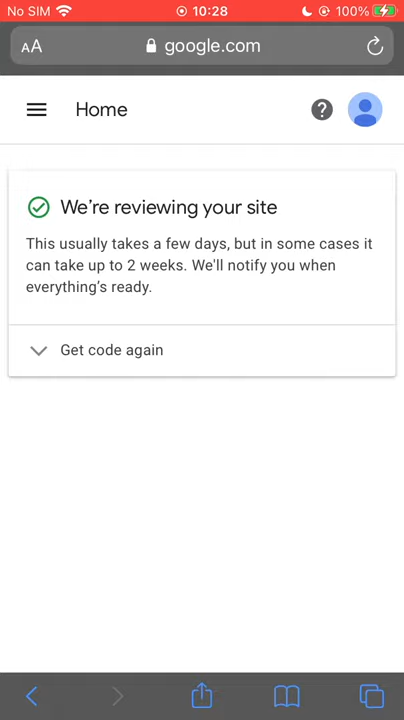 No SIM 10:28 100%
AA google.com
Home ?
We're reviewing your site
This usually takes a few days, but in some cases it
can take up to 2 weeks. We'll notify you when
everything's ready.
Get code again